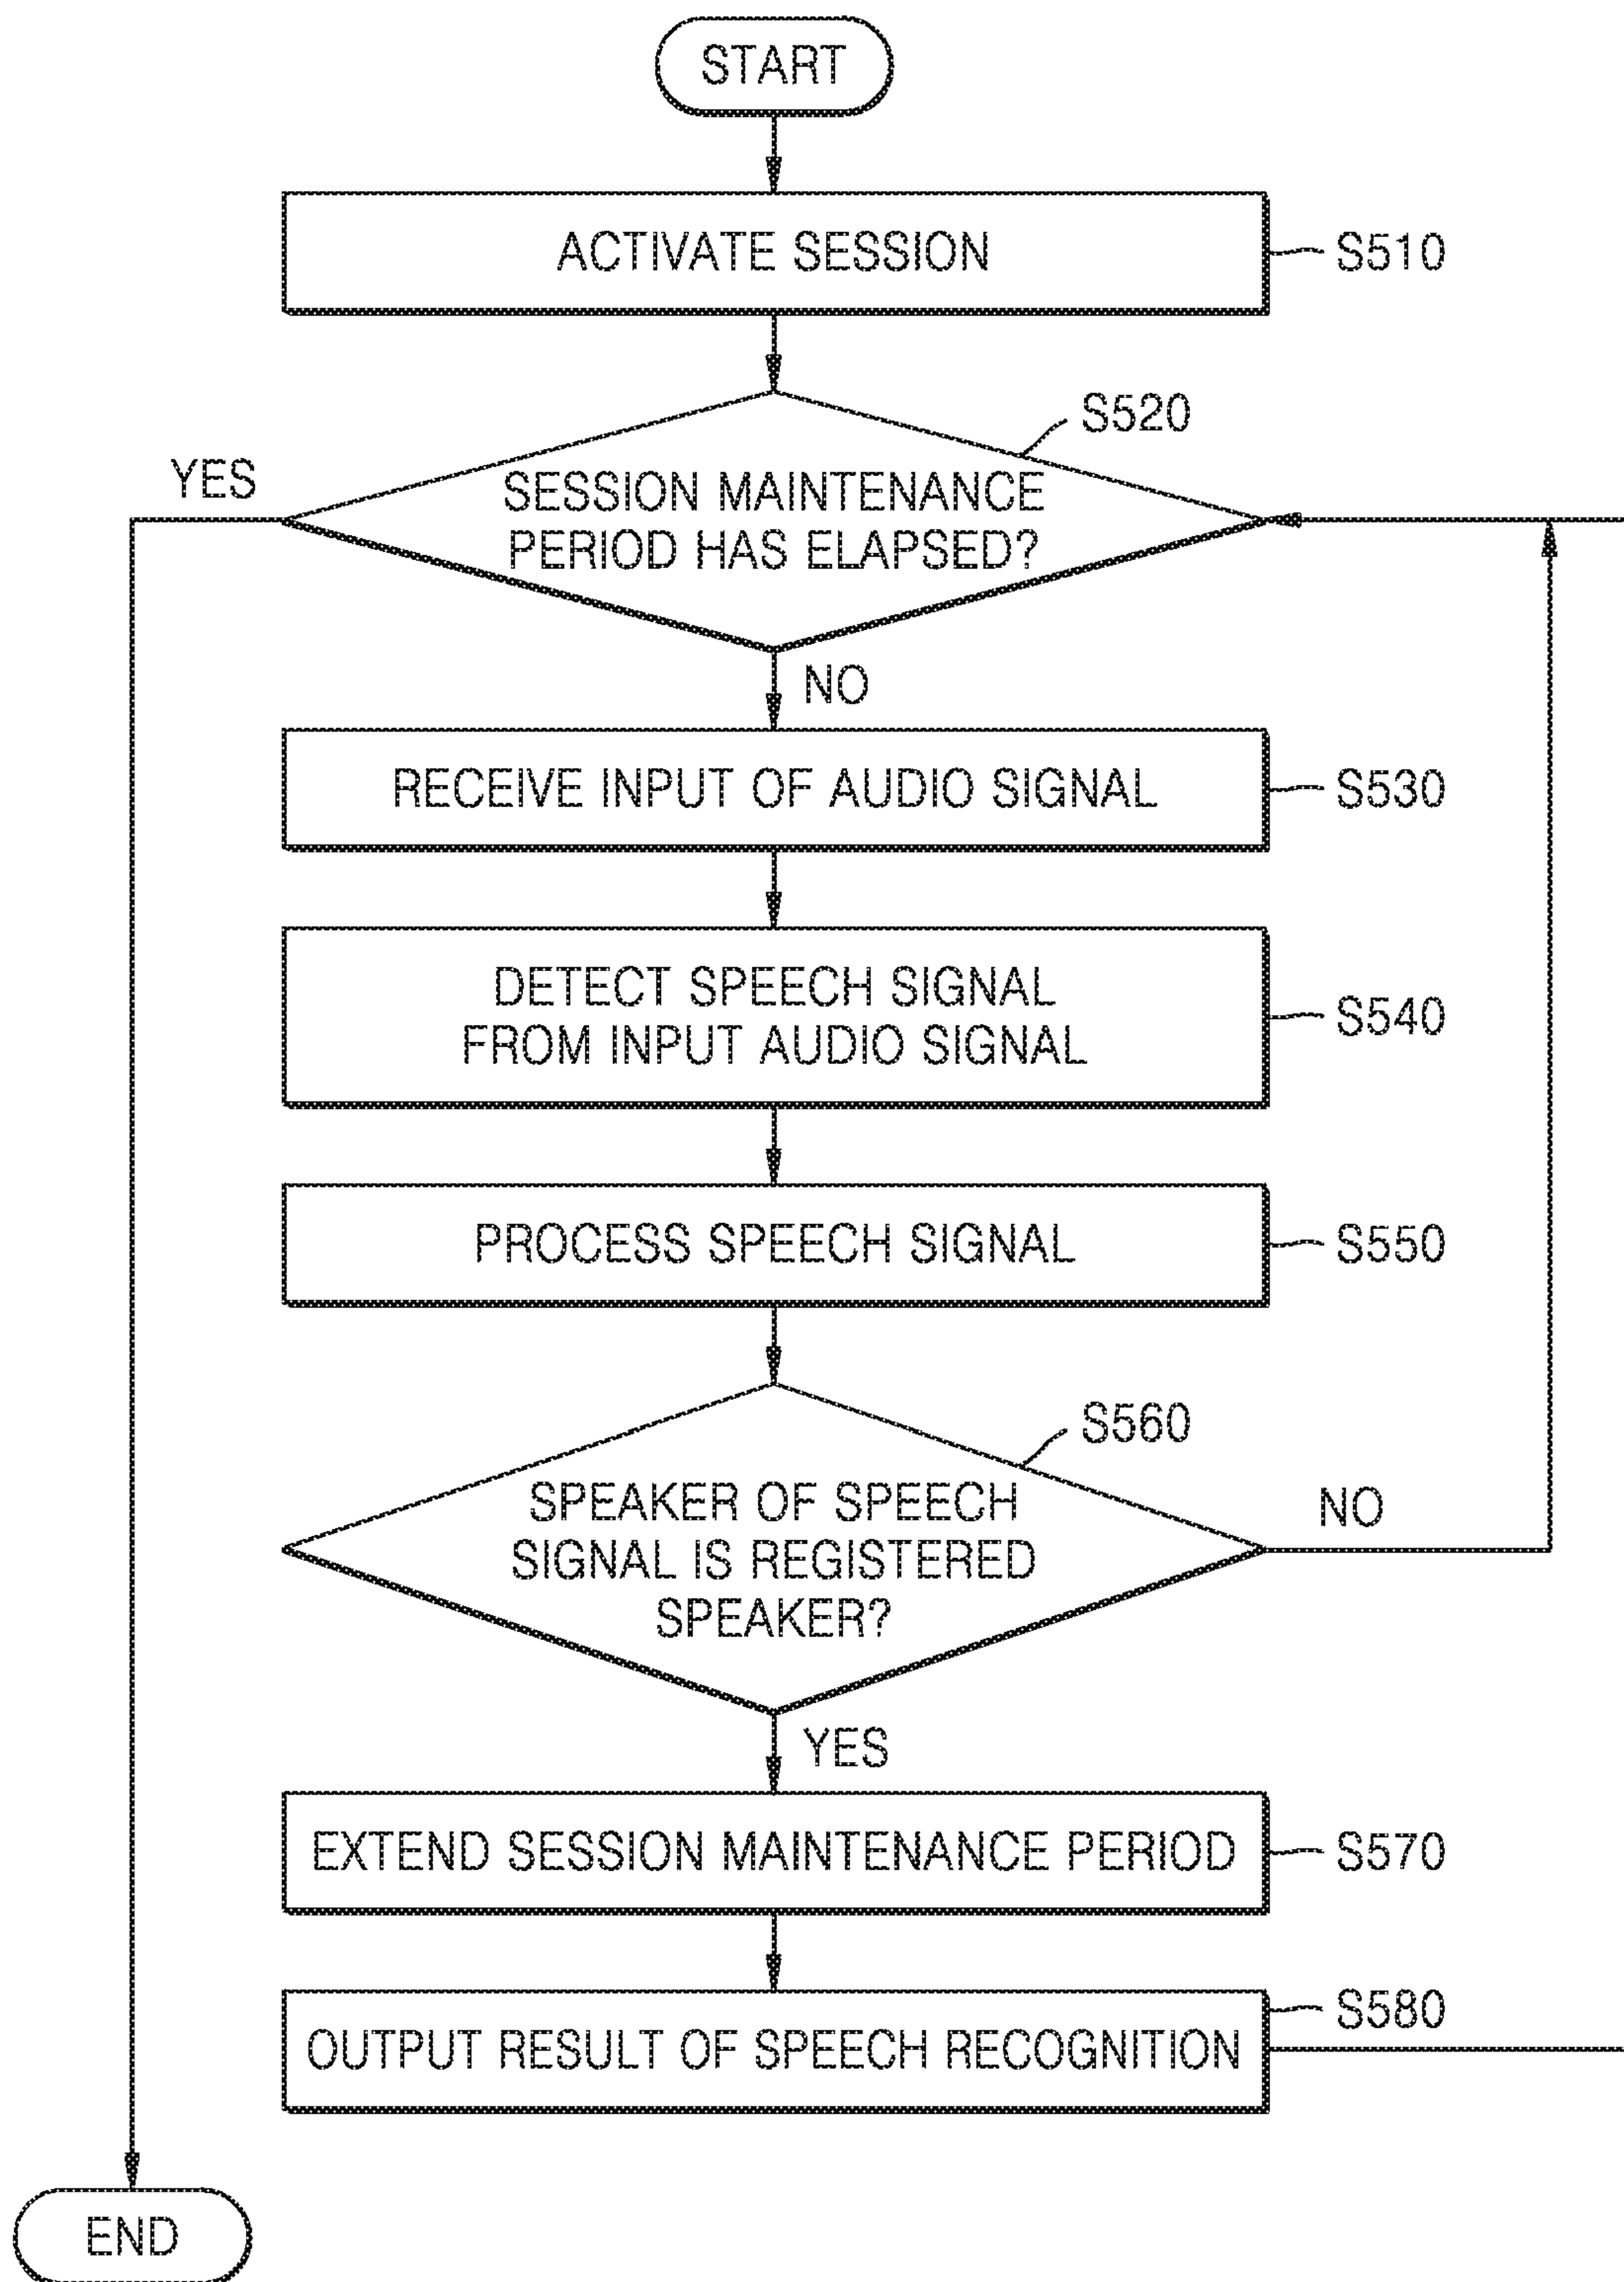 START
ACTIVATE SESSION
S510
S520
YES
SESSION MAINTENANCE
PERIOD HAS ELAPSED?
NO
RECEIVE INPUT OF AUDIO SIGNAL
S530
DETECT SPEECH SIGNAL
FROM INPUT AUDIO SIGNAL
S540
PROCESS SPEECH SIGNAL
S550
S560
SPEAKER OF SPEECH
SIGNAL IS REGISTERED
SPEAKER?
NO
YES
EXTEND SESSION MAINTENANCE PERIOD
S570
OUTPUT RESULT OF SPEECH RECOGNITION
S580
END